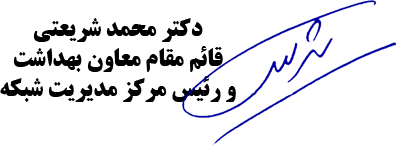 دکتر محمد شریعتی
قائم مقام معاون بهداشت
و رئیس مرکز مدیریت شبکه